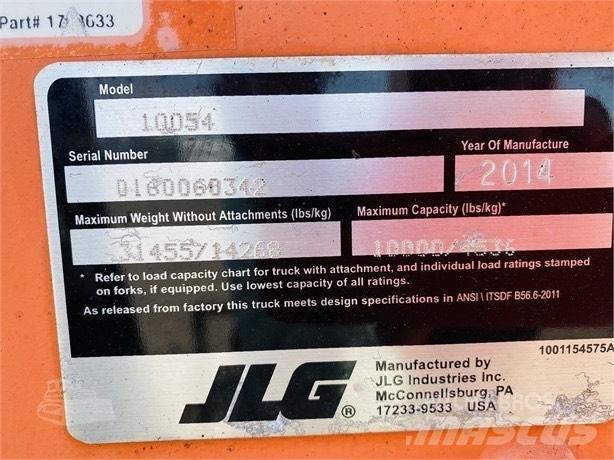 Part#
Model
10054
Serial Number
Year Of Manufacture
0160060342
2014
Maximum Weight Without Attachments (lbs/kg)
Maximum Capacity (lbs/kg)*
31455/14268
10000/4536
* Refer to load capacity chart for truck with attachment, and individual load ratings stamped
on forks, if equipped. Use lowest capacity of all ratings.
As released from factory this truck meets design specifications in ANSI \ ITSDF B56.6-2011
1001154575A
JLG ®
Manufactured by
JLG Industries Inc.
McConnellsburg, PA
17233-9533 USA
MASCUS